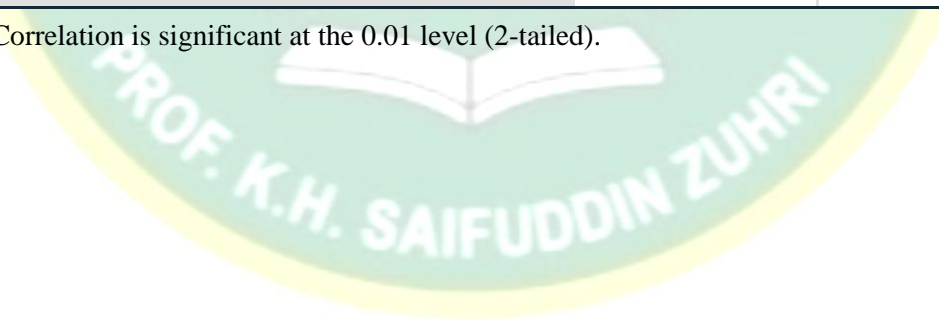 Correlation is significant at the 0.01 level (2-tailed).
PROF. K.H. SAIFUDDIN ZUHRI